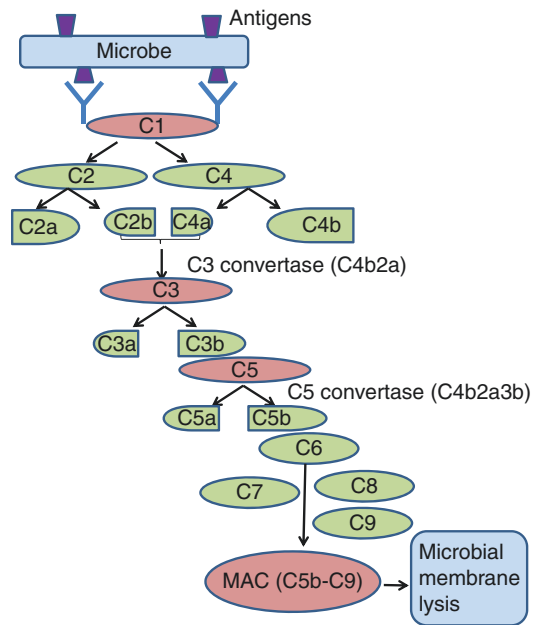 Antigens
Microbe
C1
C2
C4
C2a
C2b
C4a
C4b
C3 convertase (C4b2a)
C3
C3a
C3b
C5
C5 convertase (C4b2a3b)
C5a
C5b
C6
C7
C8
C9
MAC (C5b-C9)
Microbial
membrane
lysis